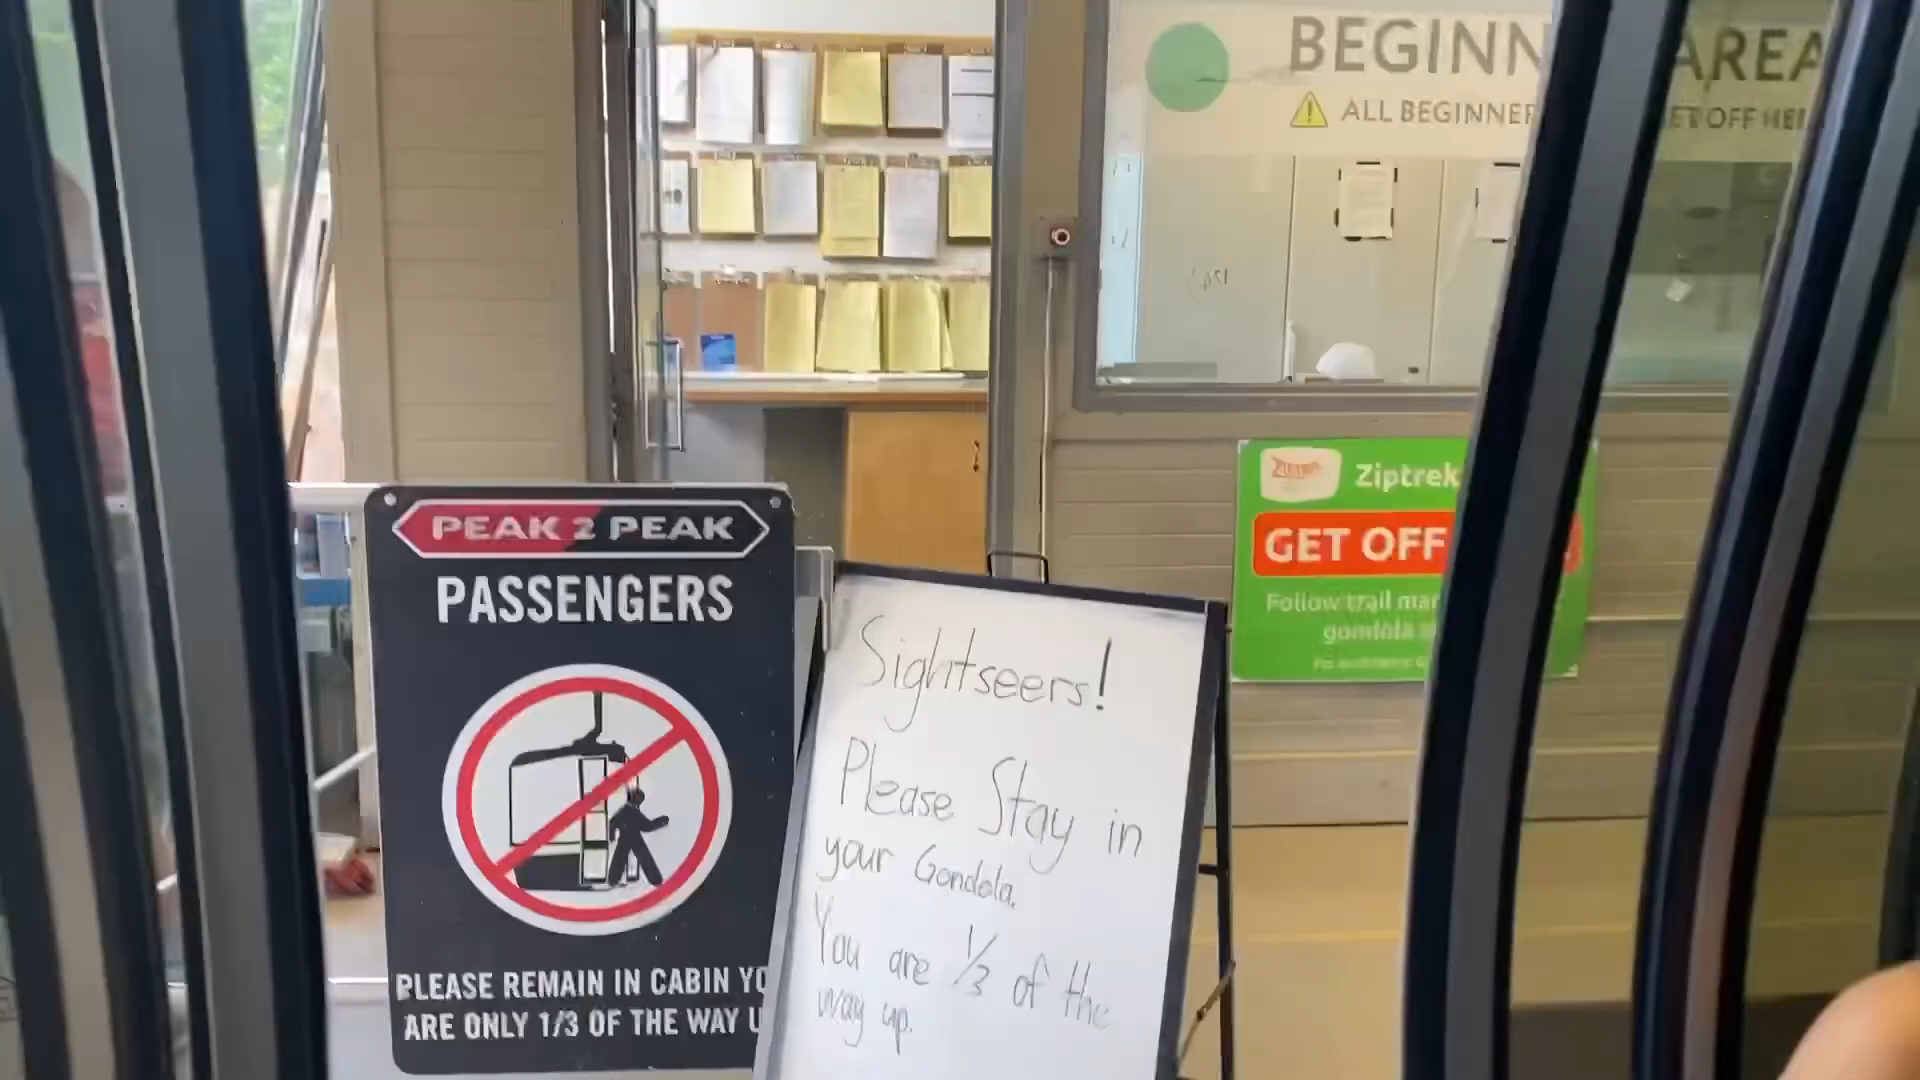 BEGINN AREA
ALL BEGINNER
PEAK 2 PEAK
PASSENGERS
PLEASE REMAIN IN CABIN YO
ARE ONLY 1/3 OF THE WAY U
Sightseers!
Please Stay in
your Gondola.
You are 1/3 of the
way up.
Ziptrek
GET OFF
Follow trail mar
gondola